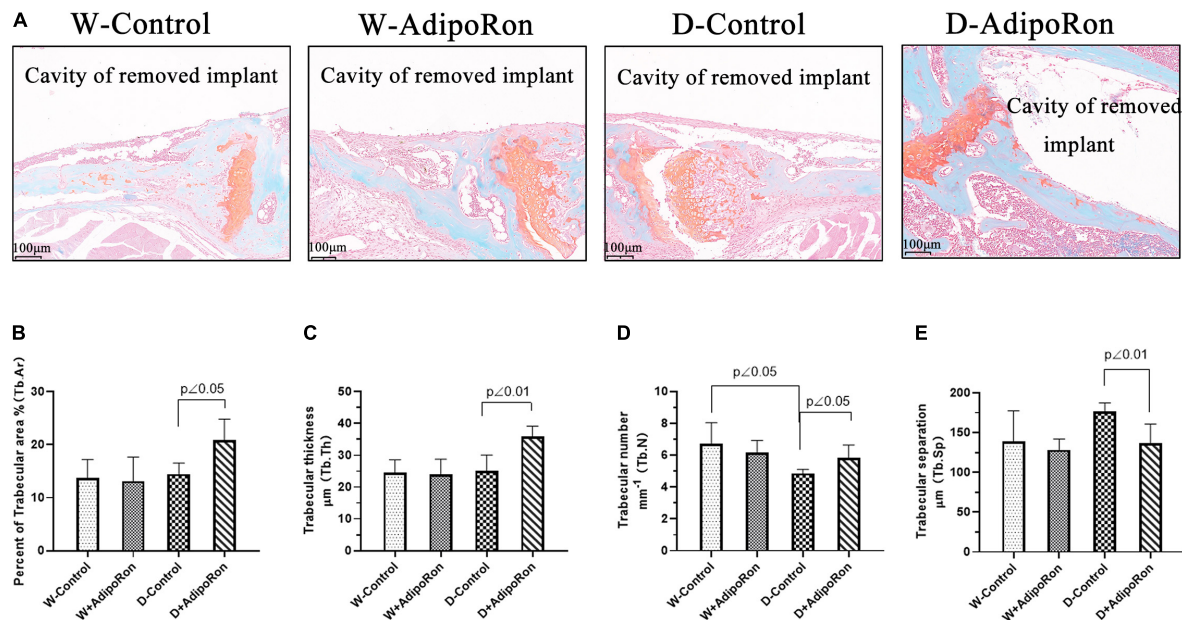 A
W-Control
W-AdipoRon
D-Control
D-AdipoRon
Cavity of removed implant
100μm
Cavity of removed implant
100μm
Cavity of removed implant
100μm
Cavity of removed
implant
100μm
B
Percent of Trabecular area % (Tb.Ar)
30
20
10
0
p∠0.05
W-Control
W+AdipoRon
D-Control
D+AdipoRon
C
Trabecular thickness
μm (Tb.Th)
50
40
30
20
10
0
p∠0.01
W-Control
W+AdipoRon
D-Control
D+AdipoRon
D
Trabecular number
mm⁻¹ (Tb.N)
10
8
6
4
2
0
p∠0.05
p∠0.05
W-Control
W+AdipoRon
D-Control
D+AdipoRon
E
Trabecular separation
μm (Tb.Sp)
200
150
100
50
0
p∠0.01
W-Control
W+AdipoRon
D-Control
D+AdipoRon